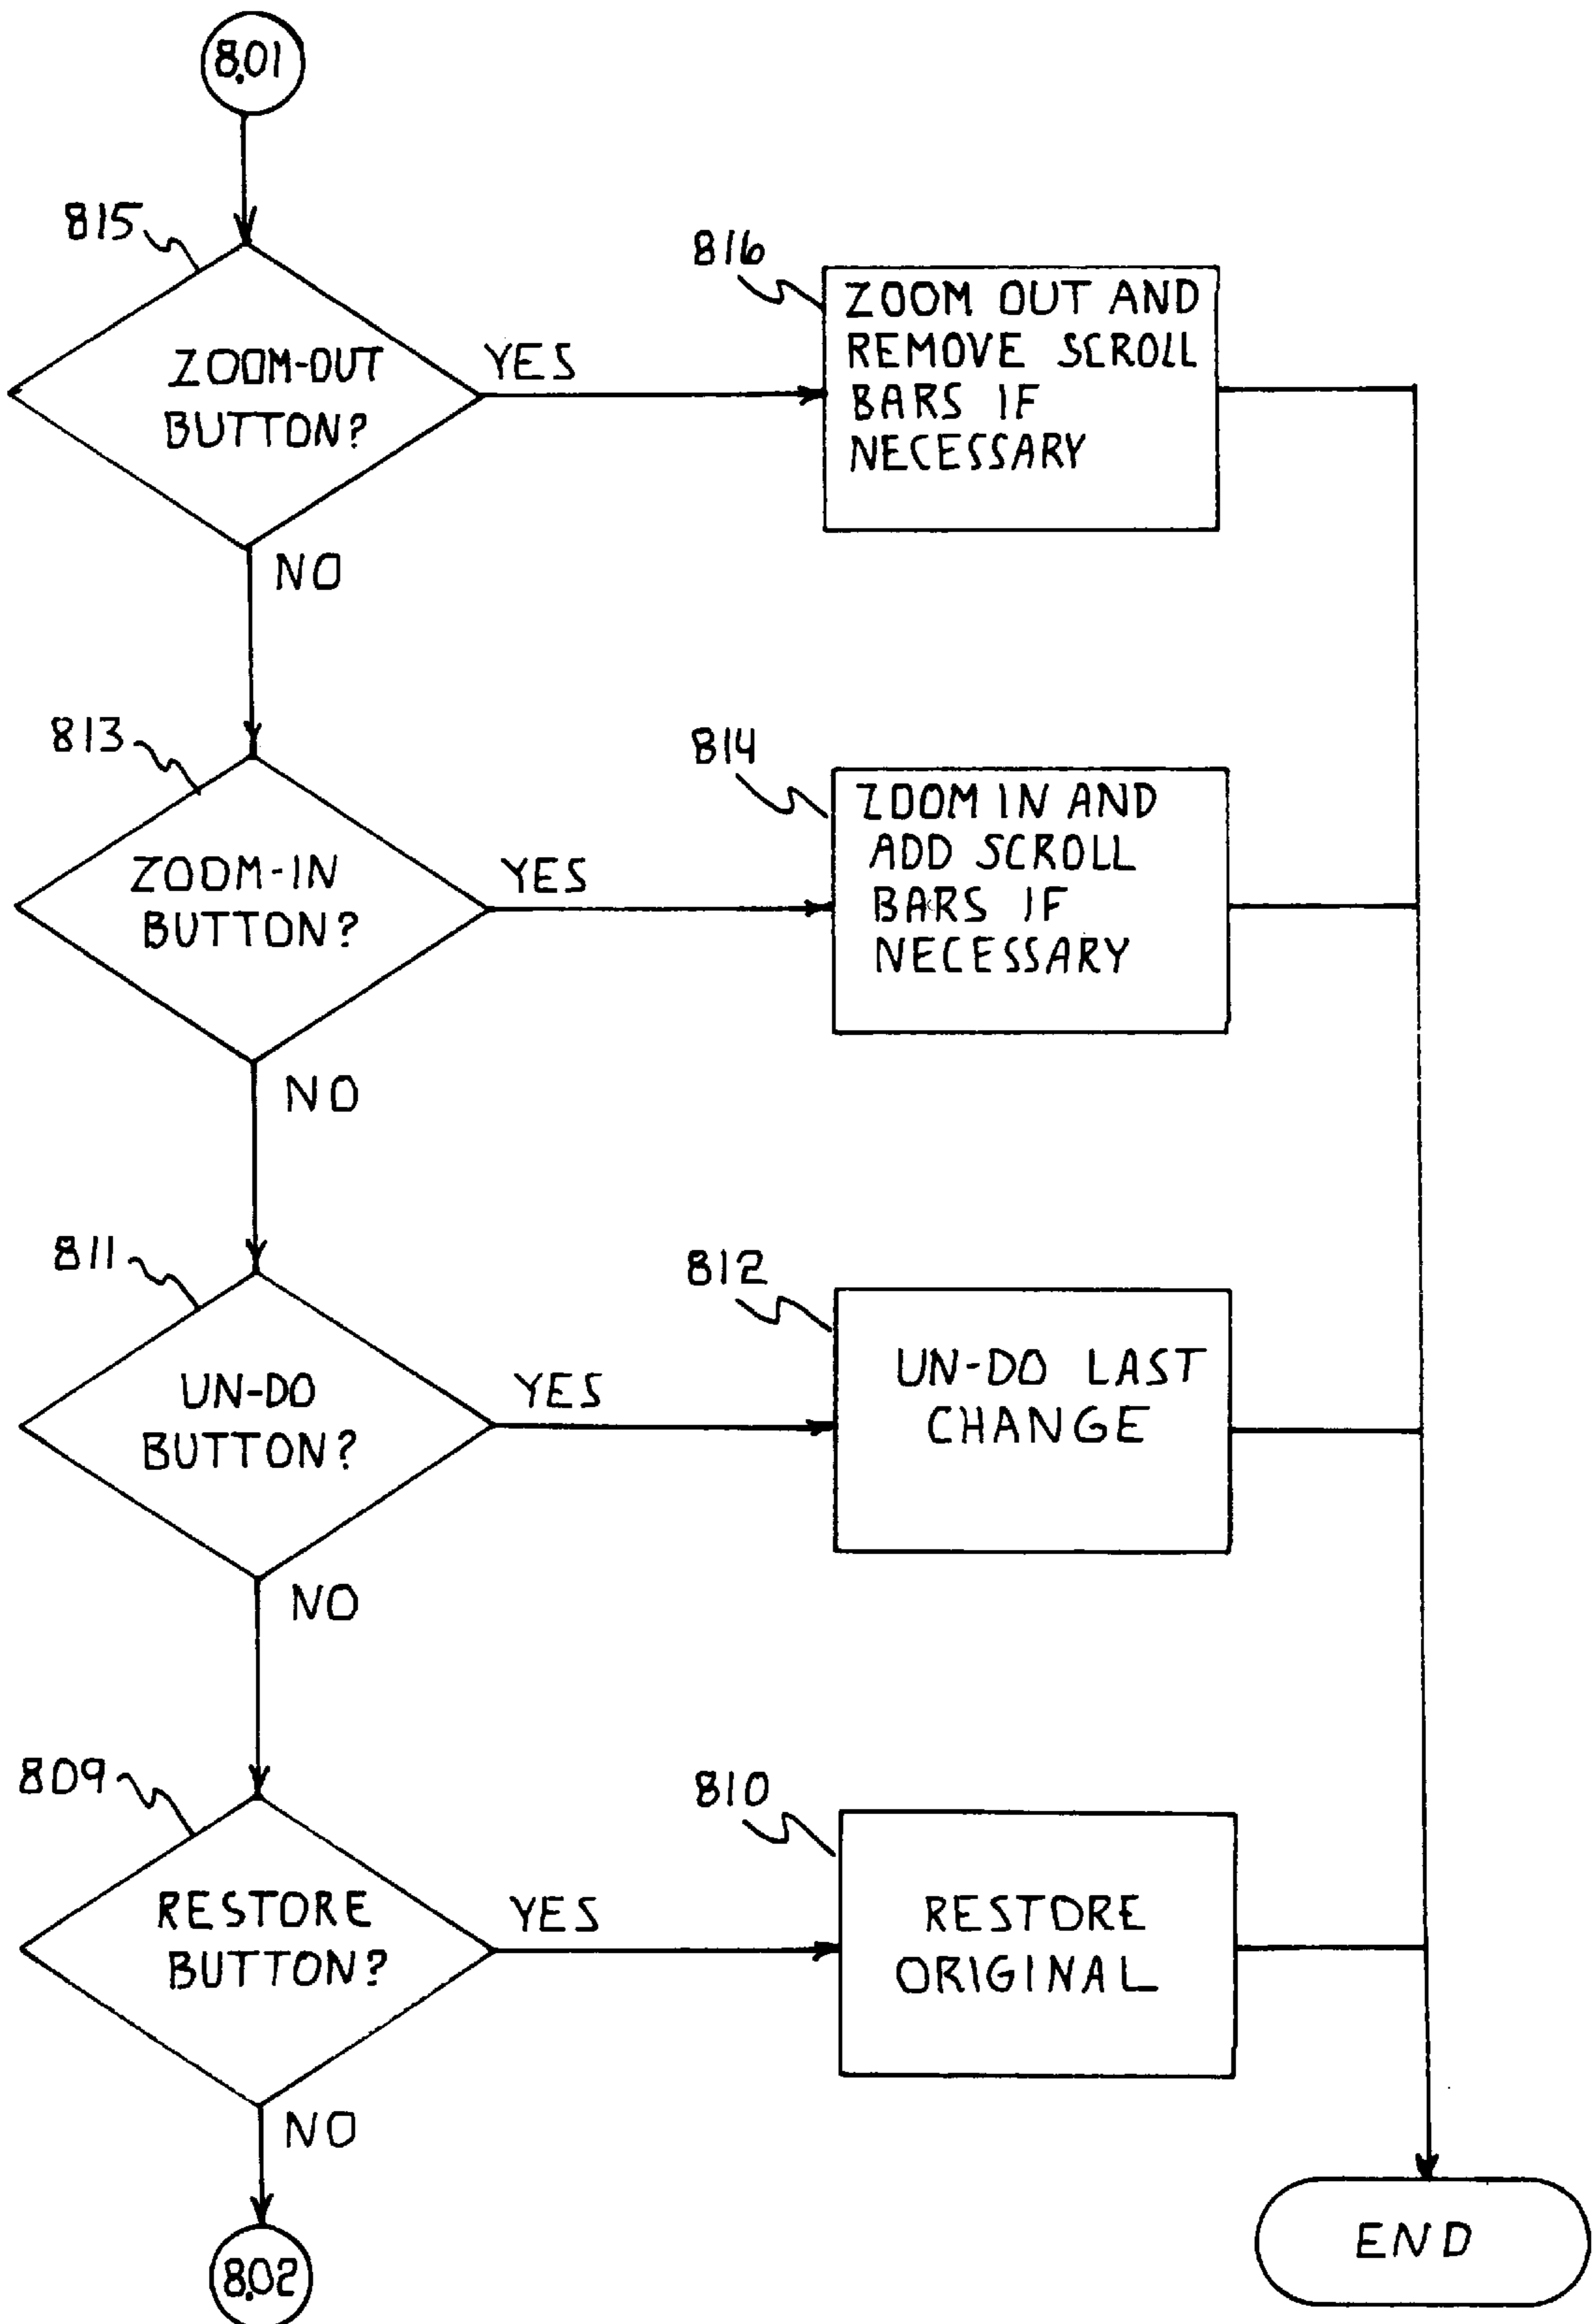 8.01
815
ZOOM-OUT
BUTTON?
YES
816
ZOOM OUT AND
REMOVE SCROLL
BARS IF
NECESSARY
NO
813
ZOOM-IN
BUTTON?
YES
814
ZOOM IN AND
ADD SCROLL
BARS IF
NECESSARY
NO
811
UN-DO
BUTTON?
YES
812
UN-DO LAST
CHANGE
NO
809
RESTORE
BUTTON?
YES
810
RESTORE
ORIGINAL
NO
8.02
END